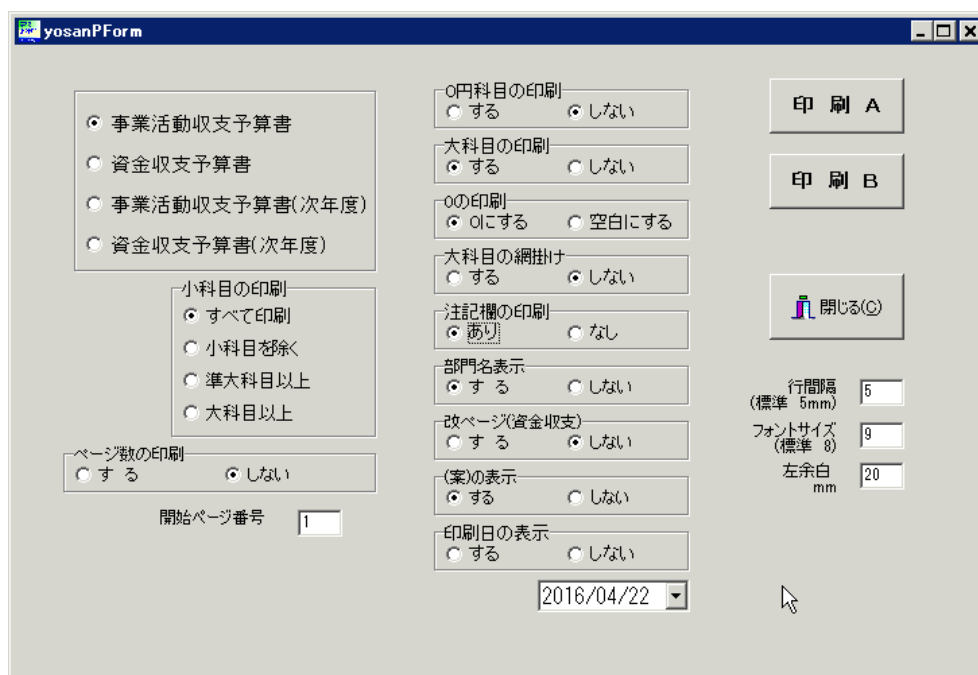 yosanPForm
事業活動収支予算書
資金収支予算書
事業活動収支予算書(次年度)
資金収支予算書(次年度)
小科目の印刷
すべて印刷
小科目を除く
準大科目以上
大科目以上
ページ数の印刷
す る しない
開始ページ番号 1
0円科目の印刷
する しない
大科目の印刷
する しない
0の印刷
0にする 空白にする
大科目の網掛け
する しない
注記欄の印刷
あり なし
部門名表示
す る しない
改ページ(資金収支)
す る しない
(案)の表示
する しない
印刷日の表示
する しない
2016/04/22
印 刷 A
印 刷 B
閉じる(C)
行間隔
(標準 5mm) 5
フォントサイズ
(標準 8) 9
左余白
mm 20